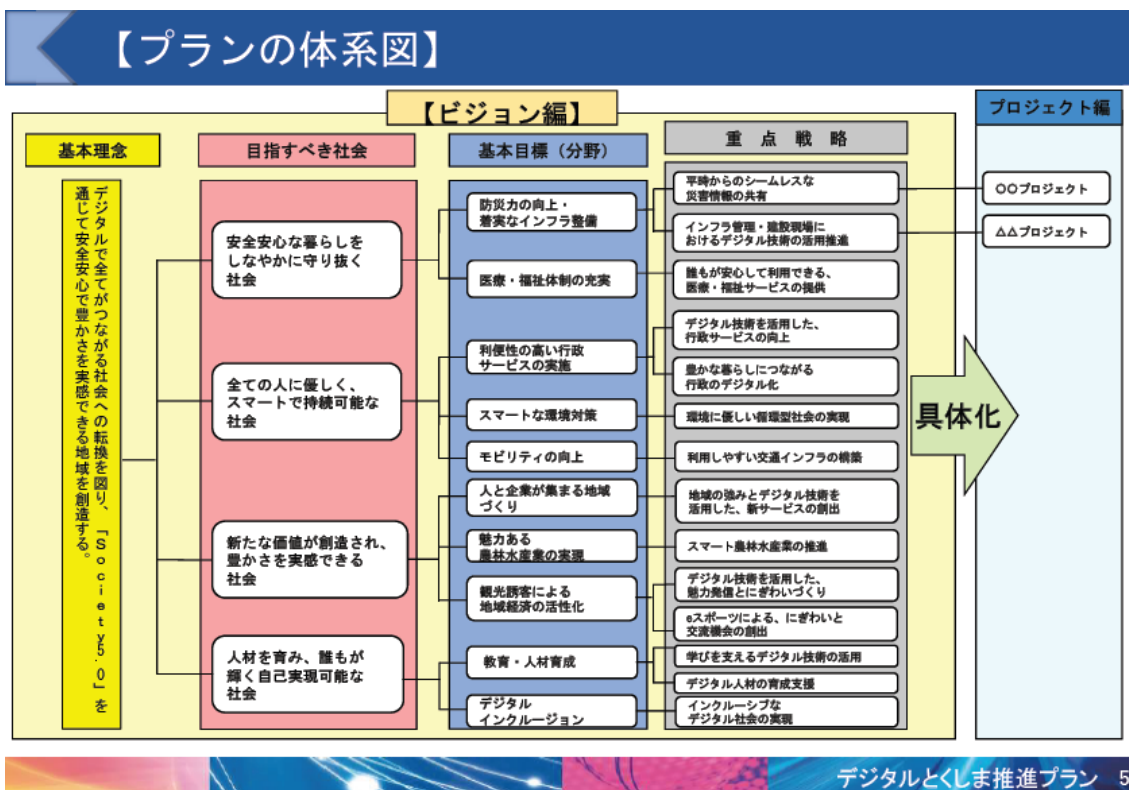 【プランの体系図】
【ビジョン編】
プロジェクト編
基本理念
目指すべき社会
基本目標（分野）
重点戦略
デジタルで全てがつながる社会への転換を図り、「Society5.0」を
通じて安全安心で豊かさを実感できる地域を創造する。
安全安心な暮らしを
しなやかに守り抜く
社会
全ての人に優しく、
スマートで持続可能な
社会
新たな価値が創造され、
豊かさを実感できる
社会
人材を育み、誰もが
輝く自己実現可能な
社会
防災力の向上・
着実なインフラ整備
医療・福祉体制の充実
利便性の高い行政
サービスの実施
スマートな環境対策
モビリティの向上
人と企業が集まる地域
づくり
魅力ある
農林水産業の実現
観光誘客による
地域経済の活性化
教育・人材育成
デジタル
インクルージョン
平時からのシームレスな
災害情報の共有
インフラ管理・建設現場に
おけるデジタル技術の活用推進
誰もが安心して利用できる、
医療・福祉サービスの提供
デジタル技術を活用した、
行政サービスの向上
豊かな暮らしにつながる
行政のデジタル化
環境に優しい循環型社会の実現
利用しやすい交通インフラの構築
地域の強みとデジタル技術を
活用した、新サービスの創出
スマート農林水産業の推進
デジタル技術を活用した、
魅力発信とにぎわいづくり
eスポーツによる、にぎわいと
交流機会の創出
学びを支えるデジタル技術の活用
デジタル人材の育成支援
インクルーシブな
デジタル社会の実現
具体化
○○プロジェクト
△△プロジェクト
デジタルとくしま推進プラン 5